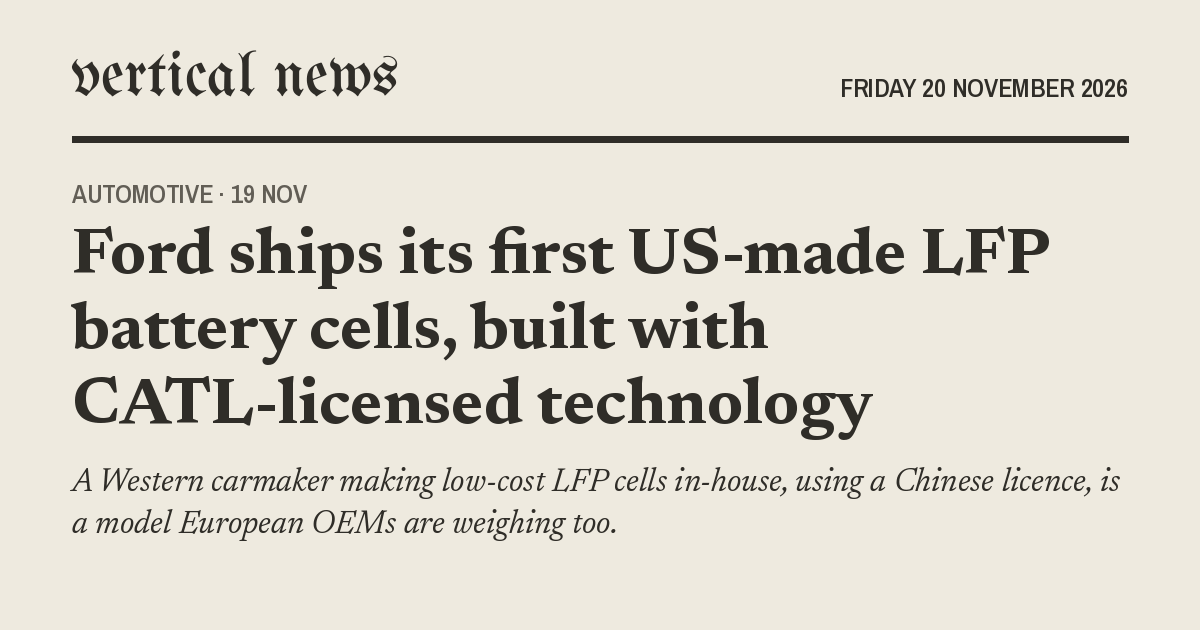 vertical news
FRIDAY 20 NOVEMBER 2026
AUTOMOTIVE · 19 NOV
Ford ships its first US-made LFP
battery cells, built with
CATL-licensed technology
A Western carmaker making low-cost LFP cells in-house, using a Chinese licence, is
a model European OEMs are weighing too.